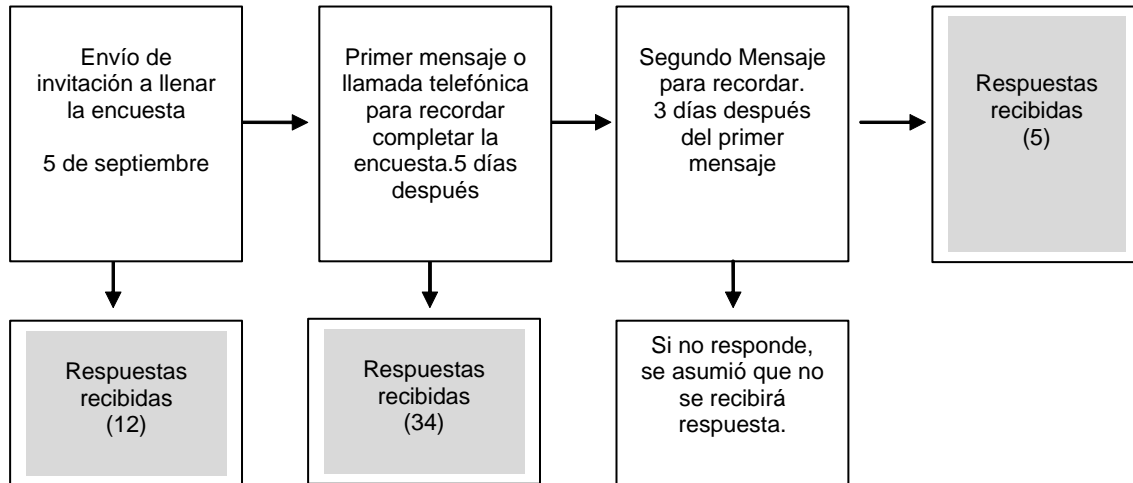 Envío de
invitación a llenar
la encuesta
5 de septiembre
Primer mensaje o
llamada telefónica
para recordar
completar la
encuesta.5 días
después
Segundo Mensaje
para recordar.
3 días después
del primer
mensaje
Respuestas
recibidas
(5)
Respuestas
recibidas
(12)
Respuestas
recibidas
(34)
Si no responde,
se asumió que no
se recibirá
respuesta.